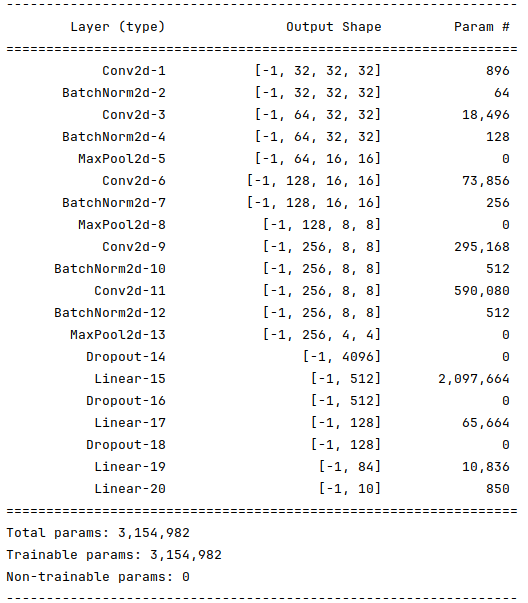 ----------------------------------------------------------------
Layer (type) Output Shape Param #
================================================================
Conv2d-1 [-1, 32, 32, 32] 896
BatchNorm2d-2 [-1, 32, 32, 32] 64
Conv2d-3 [-1, 64, 32, 32] 18,496
BatchNorm2d-4 [-1, 64, 32, 32] 128
MaxPool2d-5 [-1, 64, 16, 16] 0
Conv2d-6 [-1, 128, 16, 16] 73,856
BatchNorm2d-7 [-1, 128, 16, 16] 256
MaxPool2d-8 [-1, 128, 8, 8] 0
Conv2d-9 [-1, 256, 8, 8] 295,168
BatchNorm2d-10 [-1, 256, 8, 8] 512
Conv2d-11 [-1, 256, 8, 8] 590,080
BatchNorm2d-12 [-1, 256, 8, 8] 512
MaxPool2d-13 [-1, 256, 4, 4] 0
Dropout-14 [-1, 4096] 0
Linear-15 [-1, 512] 2,097,664
Dropout-16 [-1, 512] 0
Linear-17 [-1, 128] 65,664
Dropout-18 [-1, 128] 0
Linear-19 [-1, 84] 10,836
Linear-20 [-1, 10] 850
================================================================
Total params: 3,154,982
Trainable params: 3,154,982
Non-trainable params: 0
----------------------------------------------------------------